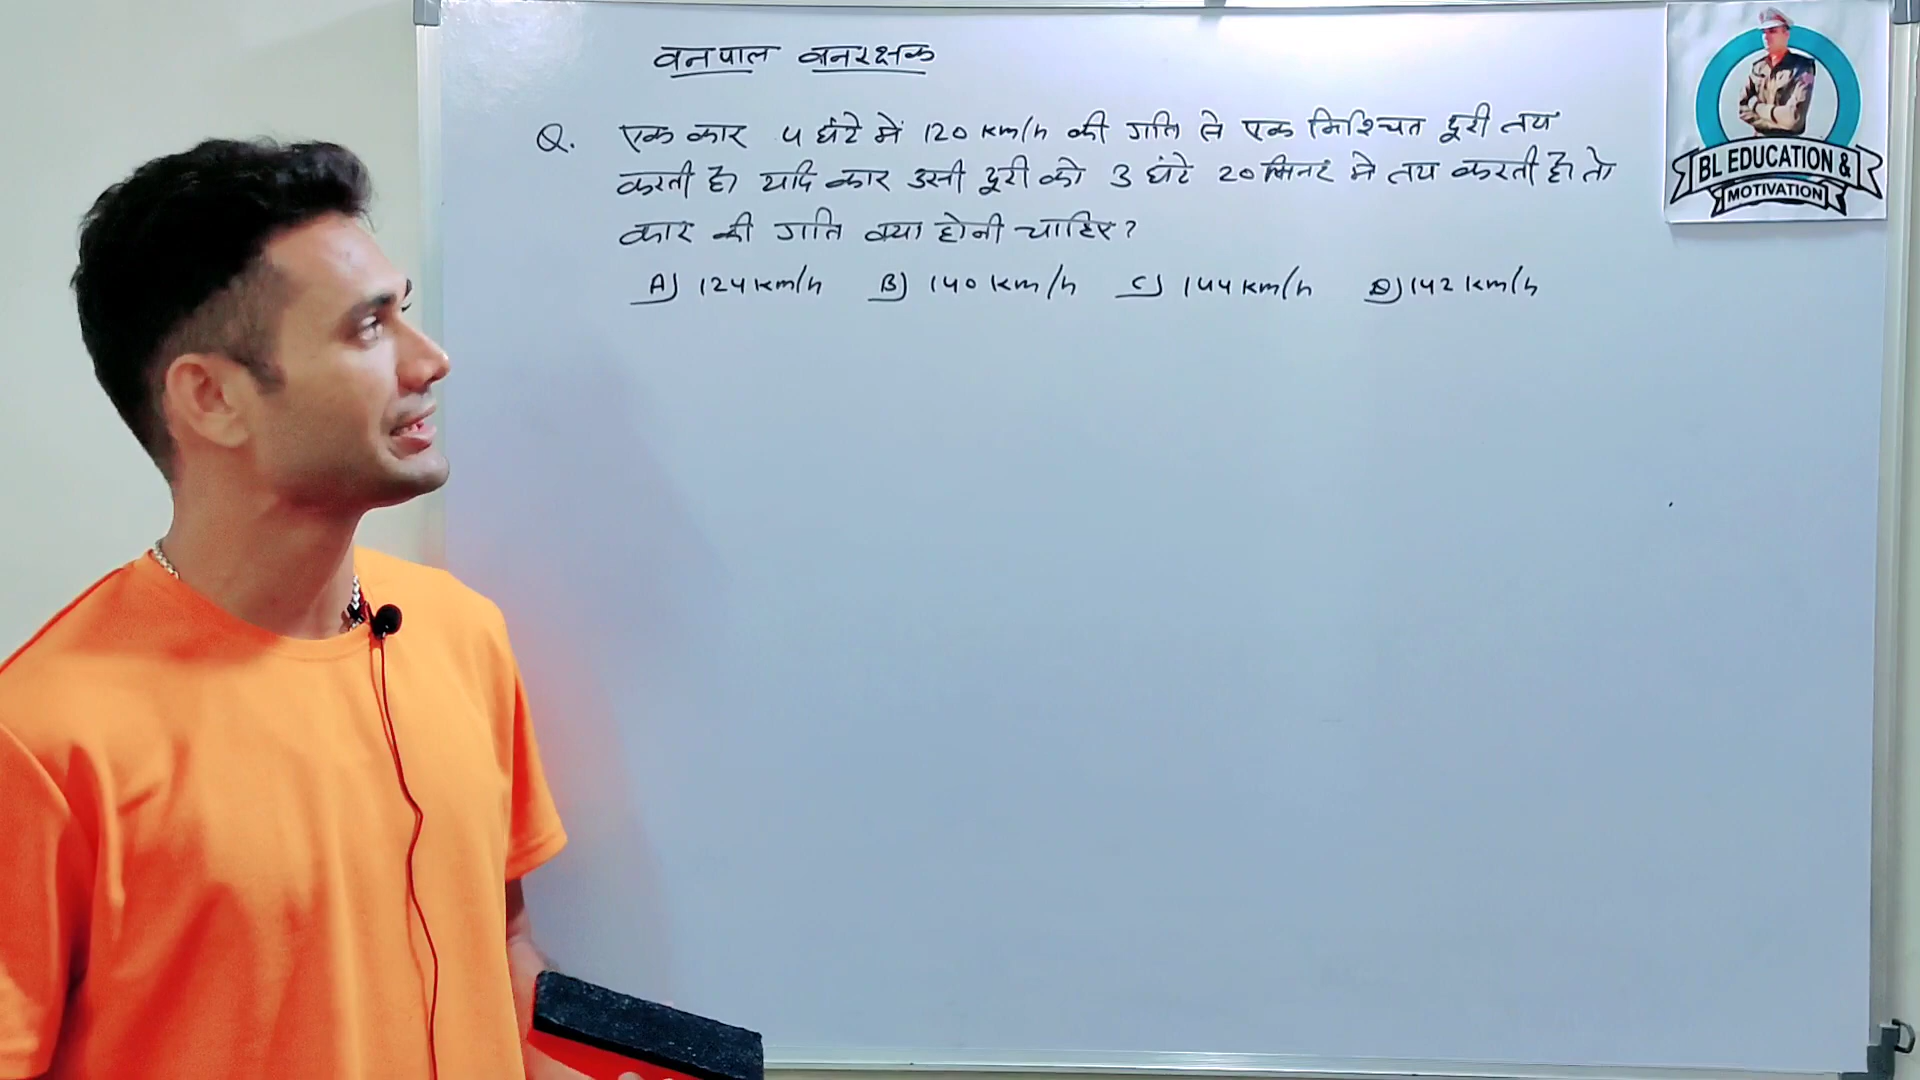 वनपाल वनरक्षक
Q. एक कार 4 घंटे में 120 km/h की गति से एक निश्चित दूरी तय
करती है। यदि कार उसी दूरी को 3 घंटे 20 मिनट मे तय करती है। तो
कार की गति क्या होनी चाहिए?
A) 124 km/h B) 140 km/h C) 144 km/h D) 142 km/h
BL EDUCATION &
MOTIVATION